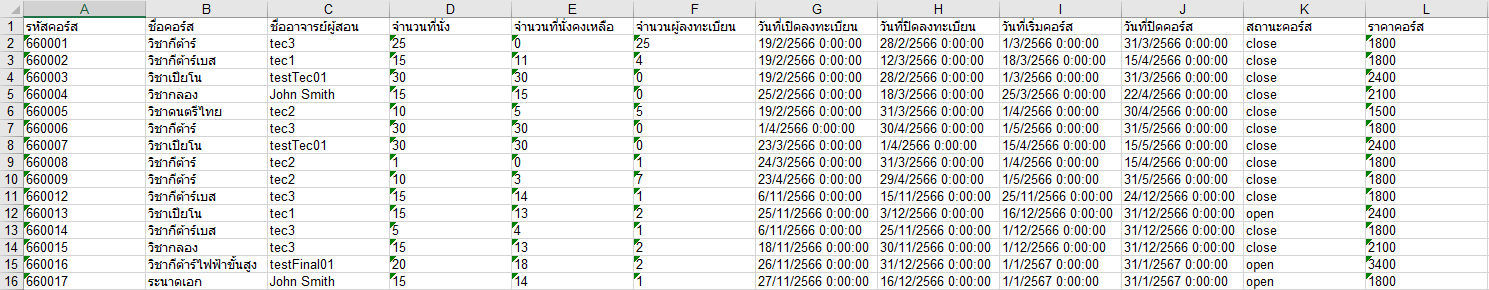 A B C D E F G H I J K L
1 รหัสคอร์ส ชื่อคอร์ส ชื่ออาจารย์ผู้สอน จำนวนที่นั่ง จำนวนที่นั่งคงเหลือ จำนวนผู้ลงทะเบียน วันที่เปิดลงทะเบียน วันที่ปิดลงทะเบียน วันที่เริ่มคอร์ส วันที่ปิดคอร์ส สถานะคอร์ส ราคาคอร์ส
2 660001 วิชากีต้าร์ tec3 25 0 25 19/2/2566 0:00:00 28/2/2566 0:00:00 1/3/2566 0:00:00 31/3/2566 0:00:00 close 1800
3 660002 วิชากีต้าร์เบส tec1 15 11 4 19/2/2566 0:00:00 12/3/2566 0:00:00 18/3/2566 0:00:00 15/4/2566 0:00:00 close 1800
4 660003 วิชาเปียโน testTec01 30 30 0 19/2/2566 0:00:00 28/2/2566 0:00:00 1/3/2566 0:00:00 31/3/2566 0:00:00 close 2400
5 660004 วิชากลอง John Smith 15 15 0 25/2/2566 0:00:00 18/3/2566 0:00:00 25/3/2566 0:00:00 22/4/2566 0:00:00 close 2100
6 660005 วิชาดนตรีไทย tec2 10 5 5 19/2/2566 0:00:00 31/3/2566 0:00:00 1/4/2566 0:00:00 30/4/2566 0:00:00 close 1500
7 660006 วิชากีต้าร์ tec3 30 30 0 1/4/2566 0:00:00 30/4/2566 0:00:00 1/5/2566 0:00:00 31/5/2566 0:00:00 close 1800
8 660007 วิชาเปียโน testTec01 30 30 0 23/3/2566 0:00:00 1/4/2566 0:00:00 15/4/2566 0:00:00 15/5/2566 0:00:00 close 2400
9 660008 วิชากีต้าร์ tec2 1 0 1 24/3/2566 0:00:00 31/3/2566 0:00:00 1/4/2566 0:00:00 15/4/2566 0:00:00 close 1800
10 660009 วิชากีต้าร์ tec2 10 3 7 23/4/2566 0:00:00 29/4/2566 0:00:00 1/5/2566 0:00:00 31/5/2566 0:00:00 close 1800
11 660012 วิชากีต้าร์เบส tec3 15 14 1 6/11/2566 0:00:00 15/11/2566 0:00:00 25/11/2566 0:00:00 24/12/2566 0:00:00 close 1800
12 660013 วิชาเปียโน tec1 15 13 2 25/11/2566 0:00:00 3/12/2566 0:00:00 16/12/2566 0:00:00 31/12/2566 0:00:00 open 2400
13 660014 วิชากีต้าร์เบส tec3 5 4 1 6/11/2566 0:00:00 25/11/2566 0:00:00 1/12/2566 0:00:00 31/12/2566 0:00:00 close 1800
14 660015 วิชากลอง tec3 15 13 2 18/11/2566 0:00:00 30/11/2566 0:00:00 1/12/2566 0:00:00 31/12/2566 0:00:00 close 2100
15 660016 วิชากีต้าร์ไฟฟ้าขั้นสูง testFinal01 20 18 2 26/11/2566 0:00:00 31/12/2566 0:00:00 1/1/2567 0:00:00 31/1/2567 0:00:00 open 3400
16 660017 ระนาดเอก John Smith 15 14 1 27/11/2566 0:00:00 16/12/2566 0:00:00 1/1/2567 0:00:00 31/1/2567 0:00:00 open 1800